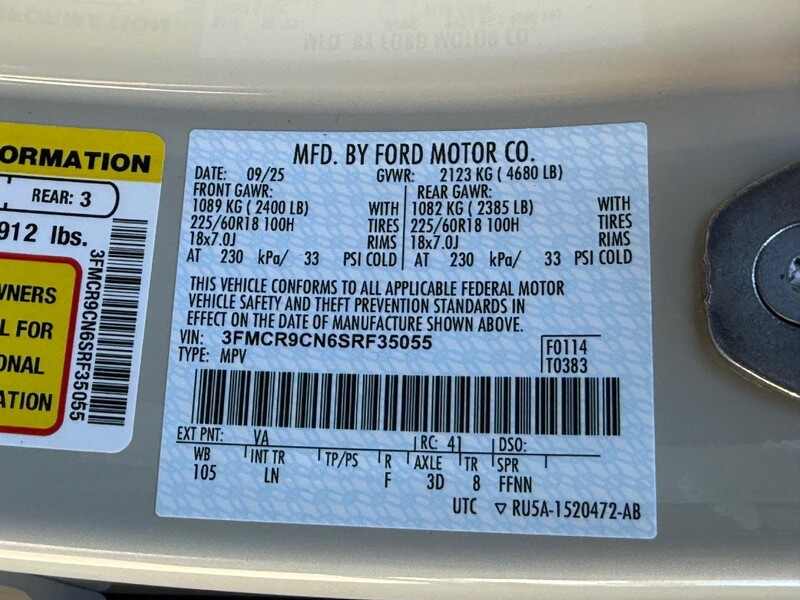 MFD. BY FORD MOTOR CO.
ORMATION
REAR: 3
912 lbs.
WNERS
L FOR
ONAL
ATION
3FMCR9CN6SRF35055
MFD. BY FORD MOTOR CO.
DATE: 09/25 GVWR: 2123 KG ( 4680 LB)
FRONT GAWR: REAR GAWR:
1089 KG ( 2400 LB) WITH 1082 KG ( 2385 LB) WITH
225/60R18 100H TIRES 225/60R18 100H TIRES
18x7.0J RIMS 18x7.0J RIMS
AT 230 kPa/ 33 PSI COLD AT 230 kPa/ 33 PSI COLD
THIS VEHICLE CONFORMS TO ALL APPLICABLE FEDERAL MOTOR
VEHICLE SAFETY AND THEFT PREVENTION STANDARDS IN
EFFECT ON THE DATE OF MANUFACTURE SHOWN ABOVE.
VIN: 3FMCR9CN6SRF35055 F0114
TYPE: MPV T0383
EXT PNT: VA RC: 41 DSO:
WB INT TR TP/PS R AXLE TR SPR
105 LN F 3D 8 FFNN
UTC ▽ RU5A-1520472-AB